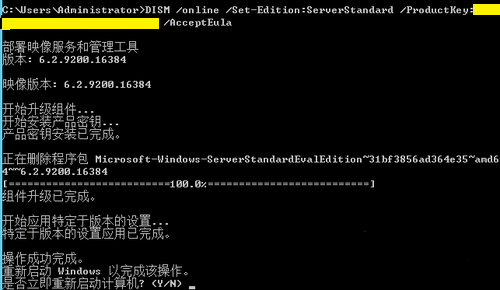 C:\Users\Administrator>DISM /online /Set-Edition:ServerStandard /ProductKey:
/AcceptEula
部署映像服务和管理工具
版本: 6.2.9200.16384
映像版本: 6.2.9200.16384
开始升级组件...
开始安装产品密钥...
产品密钥安装已完成。
正在删除程序包 Microsoft-Windows-ServerStandardEvalEdition~31bf3856ad364e35~amd6
4~~6.2.9200.16384
[==========================100.0%==========================]
组件升级已完成。
开始应用特定于版本的设置...
特定于版本的设置应用已完成。
操作成功完成。
重新启动 Windows 以完成该操作。
是否立即重新启动计算机? (Y/N)